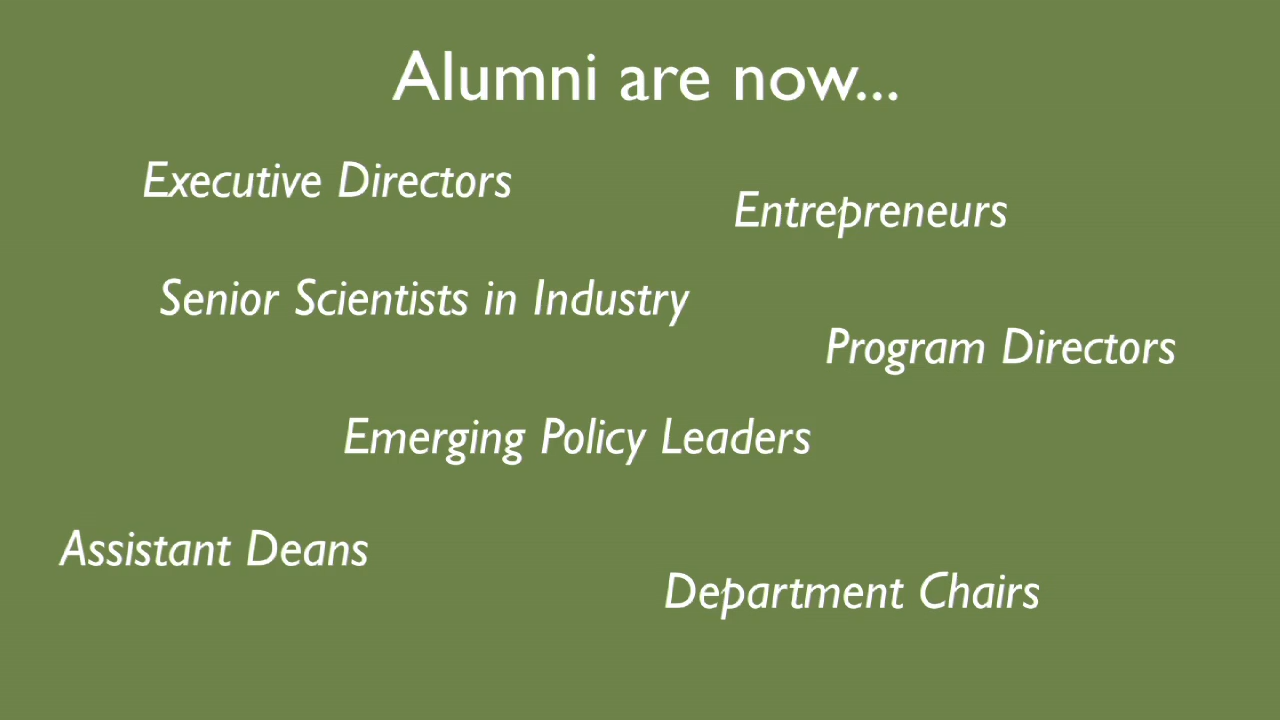 Alumni are now...
Executive Directors
Entrepreneurs
Senior Scientists in Industry
Program Directors
Emerging Policy Leaders
Assistant Deans
Department Chairs